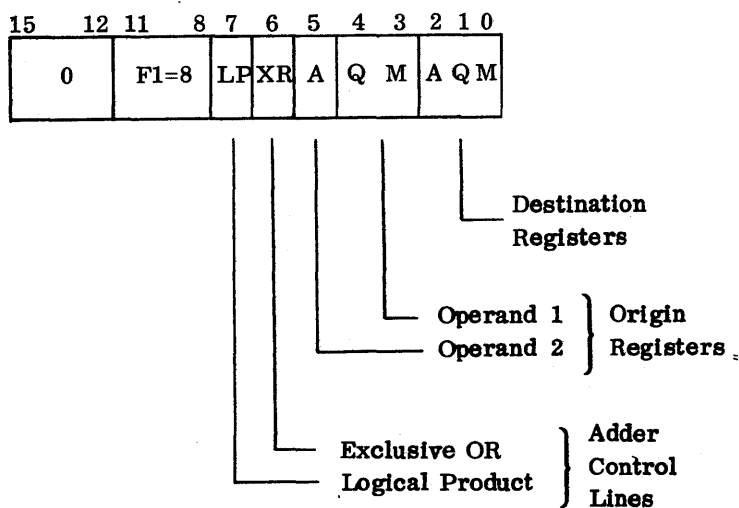 15 12 11 8 7 6 5 4 3 2 1 0
0 F1=8 LP XR A Q M A Q M
Destination
Registers
Operand 1
Operand 2
Origin
Registers
Exclusive OR
Logical Product
Adder
Control
Lines